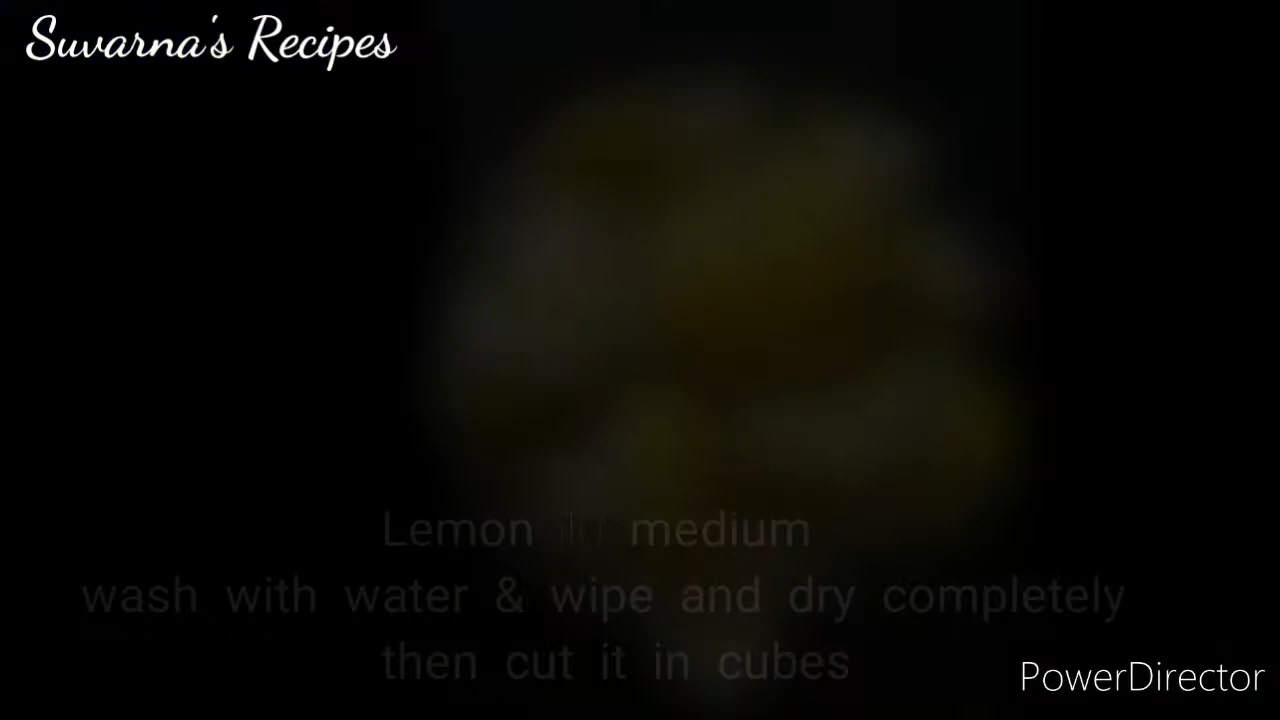 Suvarna's Recipes
Lemon medium
wash with water & wipe and dry completely
then cut it in cubes
PowerDirector